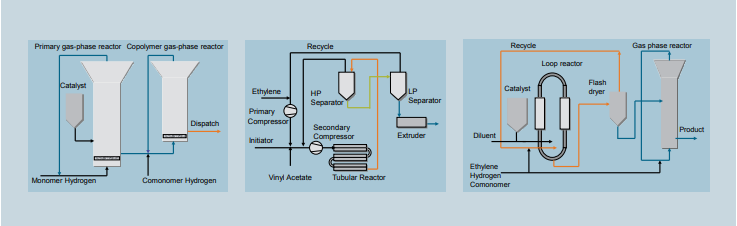 Primary gas-phase reactor Copolymer gas-phase reactor
Catalyst
Dispatch
Monomer Hydrogen
Comonomer Hydrogen
Recycle
Ethylene
HP
Separator
LP
Separator
Primary
Compressor
Initiator
Secondary
Compressor
Extruder
Vinyl Acetate
Tubular Reactor
Recycle
Gas phase reactor
Loop reactor
Catalyst
Flash
dryer
Diluent
Product
Ethylene
Hydrogen
Comonomer